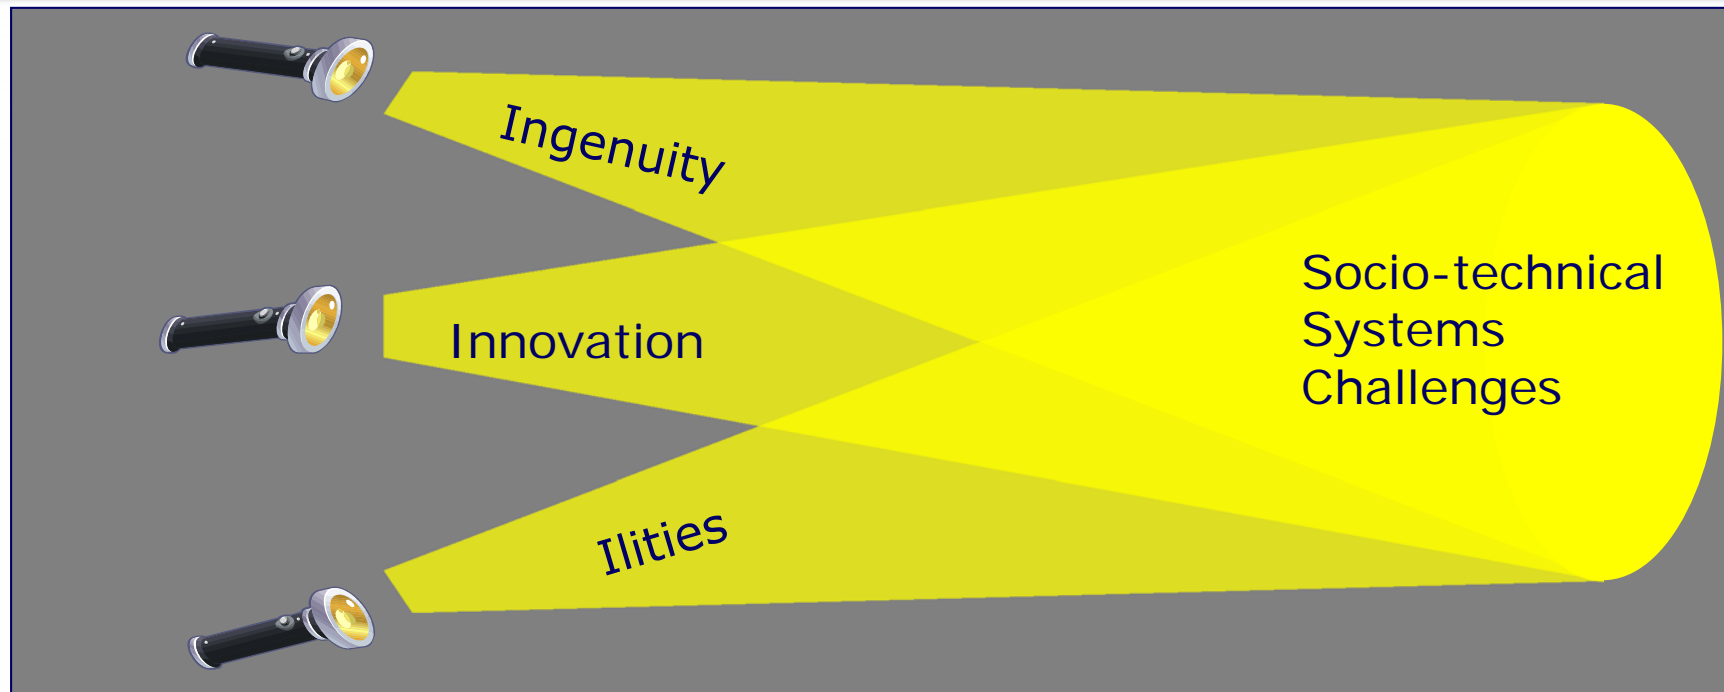 Ingenuity
Innovation
Ilities
Socio-technical
Systems
Challenges